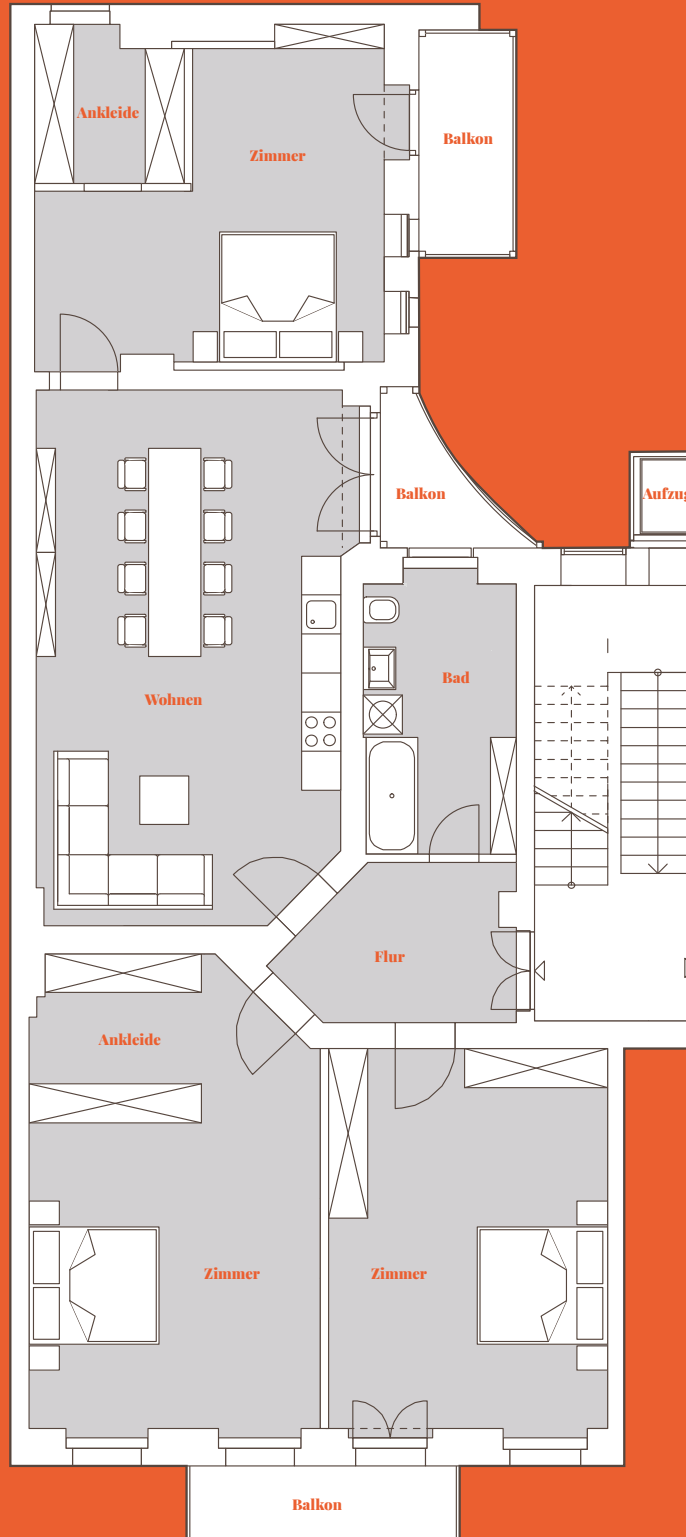 Ankleide
Balkon
Zimmer
Balkon
Aufzug
Bad
Wohnen
Flur
Ankleide
Zimmer
Zimmer
Balkon